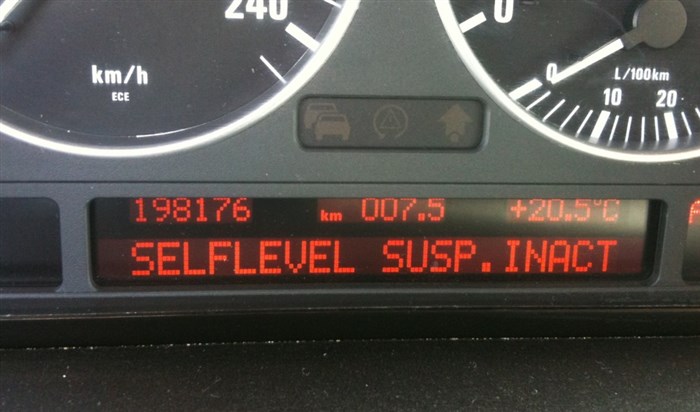 240
km/h
ECE
0
0
L/100km
10 20
198176 km 007.5 +20.5°C
SELFLEVEL SUSP.INACT